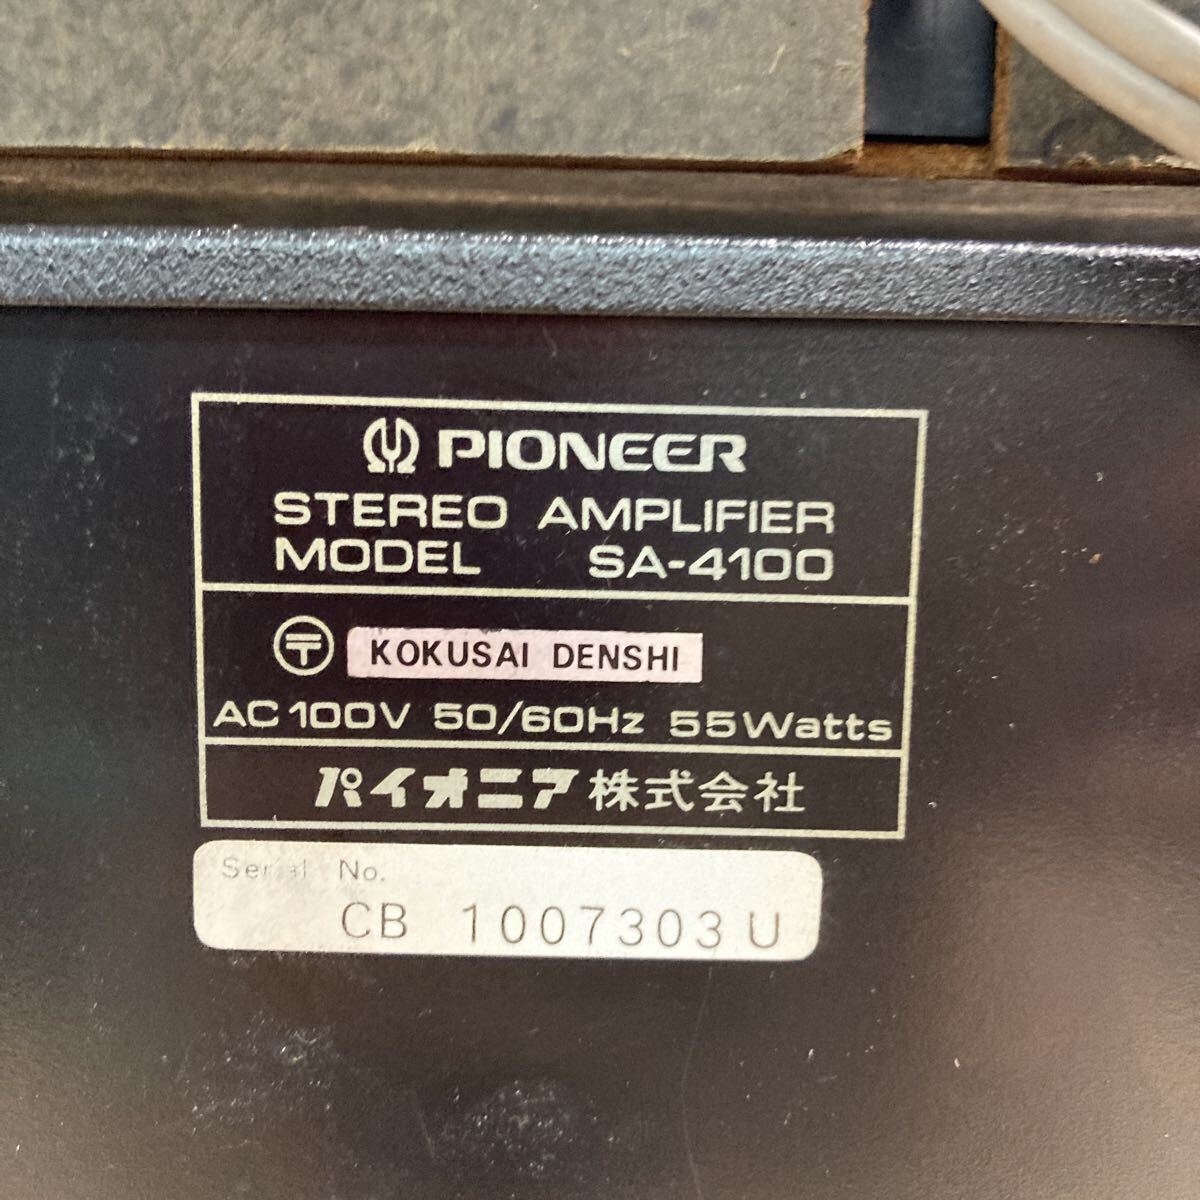 PIONEER
STEREO AMPLIFIER
MODEL SA-4100
〒 KOKUSAI DENSHI
AC 100V 50/60Hz 55Watts
パイオニア株式会社
Serial No.
CB 1007303 U